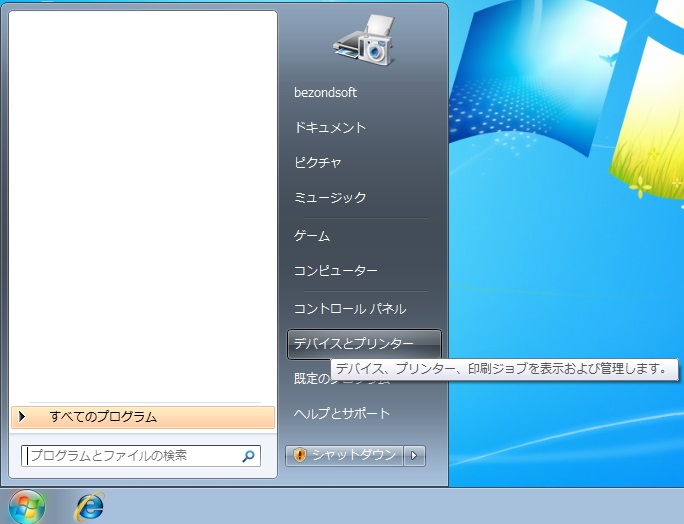 bezondsoft
ドキュメント
ピクチャ
ミュージック
ゲーム
コンピューター
コントロール パネル
デバイスとプリンター
デバイス、プリンター、印刷ジョブを表示および管理します。
既定のプログラム
ヘルプとサポート
すべてのプログラム
プログラムとファイルの検索
シャットダウン